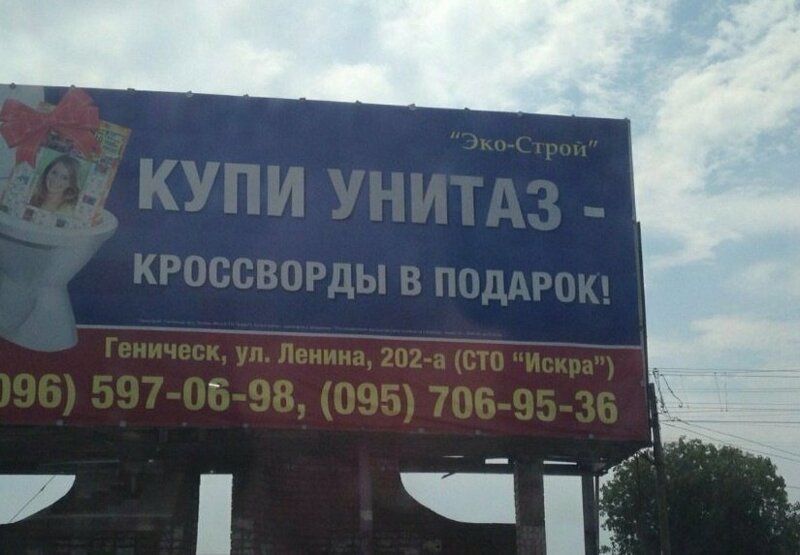 "Эко-Строй"
КУПИ УНИТАЗ -
КРОССВОРДЫ В ПОДАРОК!
Геническ, ул. Ленина, 202-а (СТО "Искра")
096) 597-06-98, (095) 706-95-36